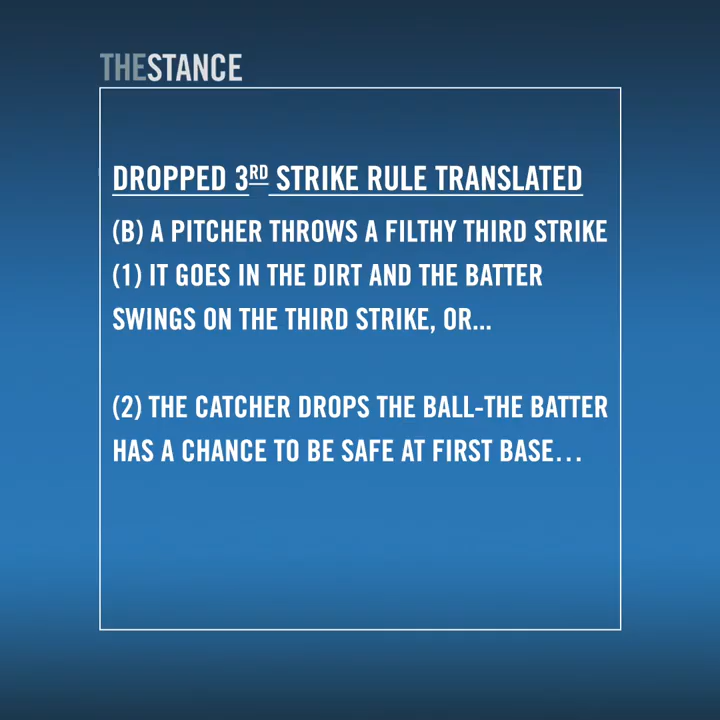 THESTANCE
DROPPED 3RD STRIKE RULE TRANSLATED
(B) A PITCHER THROWS A FILTHY THIRD STRIKE
(1) IT GOES IN THE DIRT AND THE BATTER
SWINGS ON THE THIRD STRIKE, OR...
(2) THE CATCHER DROPS THE BALL-THE BATTER
HAS A CHANCE TO BE SAFE AT FIRST BASE...